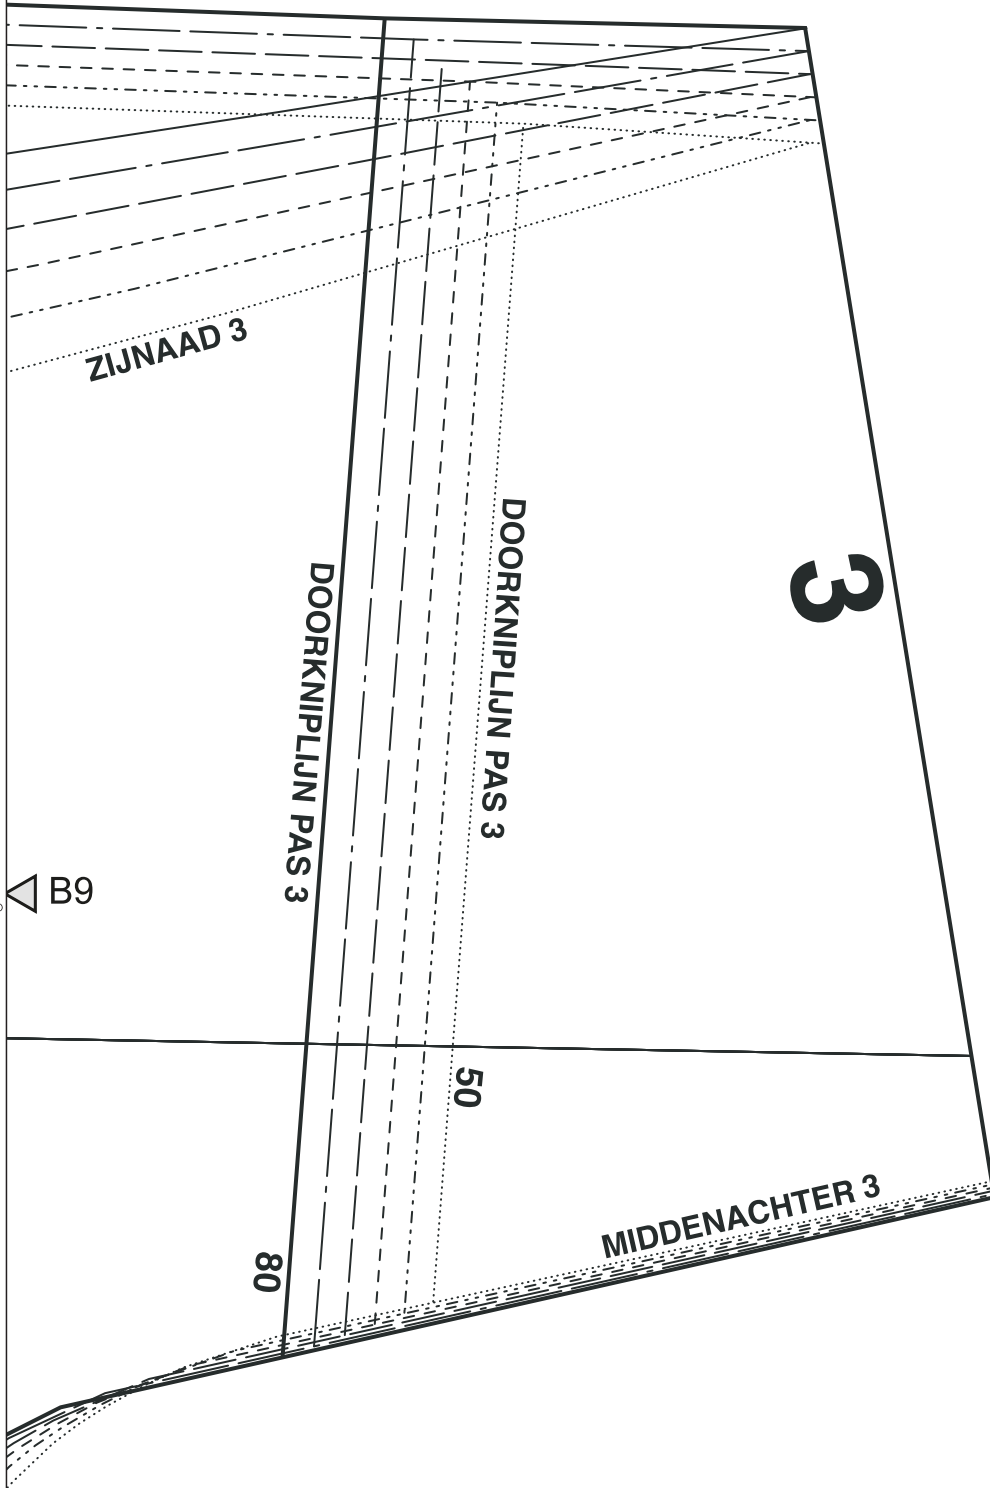 ZIJNAAD 3
DOORKNIPLIJN PAS 3
DOORKNIPLIJN PAS 3
3
B9
50
80
MIDDENACHTER 3